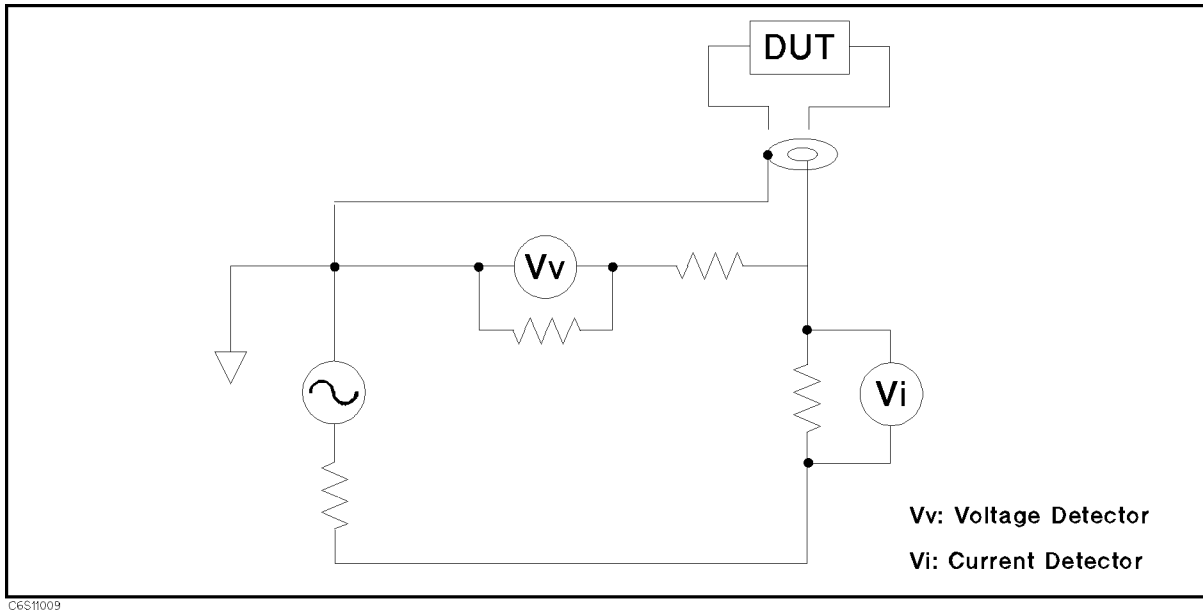 DUT
Vv
Vi
Vv: Voltage Detector
Vi: Current Detector
C6S11009